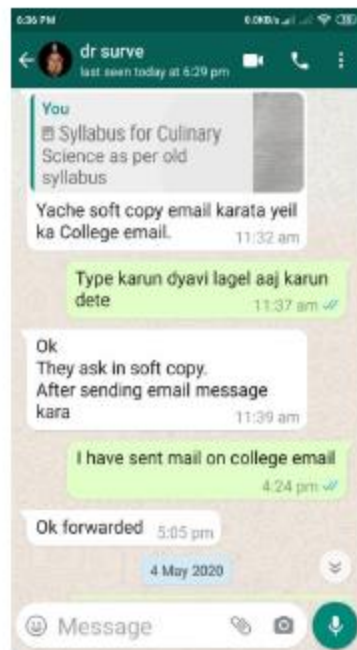 6:36 PM
dr surve
last seen today at 6:29 pm
You
Syllabus for Culinary
Science as per old
syllabus
Yache soft copy email karata yeil
ka College email.
11:32 am
Type karun dyavi lagel aaj karun
dete
11:37 am
Ok
They ask in soft copy.
After sending email message
kara
11:39 am
I have sent mail on college email
4:24 pm
Ok forwarded
5:05 pm
4 May 2020
Message